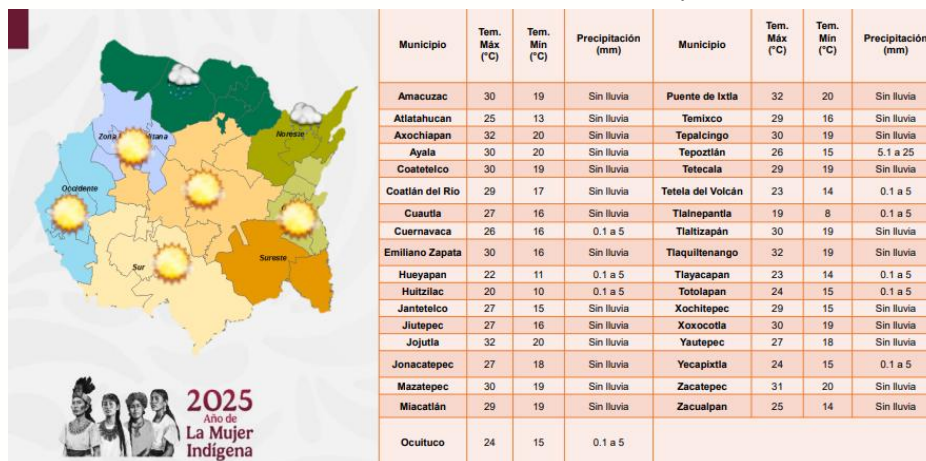 Zona
itana
Noreste
Occidente
Sur
Sureste
2025
Año de
La Mujer
Indígena
Municipio Tem. Máx (°C) Tem. Mín (°C) Precipitación (mm) Municipio Tem. Máx (°C) Tem. Mín (°C) Precipitación (mm)
Amacuzac 30 19 Sin lluvia Puente de Ixtla 32 20 Sin lluvia
Atlatahucan 25 13 Sin lluvia Temixco 29 16 Sin lluvia
Axochiapan 32 20 Sin lluvia Tepalcingo 30 19 Sin lluvia
Ayala 30 20 Sin lluvia Tepoztlán 26 15 5.1 a 25
Coatetelco 30 19 Sin lluvia Tetecala 29 19 Sin lluvia
Coatlán del Río 29 17 Sin lluvia Tetela del Volcán 23 14 0.1 a 5
Cuautla 27 16 Sin lluvia Tlalnepantla 19 8 0.1 a 5
Cuernavaca 26 16 0.1 a 5 Tlaltizapán 30 19 Sin lluvia
Emiliano Zapata 30 16 Sin lluvia Tlaquiltenango 32 19 Sin lluvia
Hueyapan 22 11 0.1 a 5 Tlayacapan 23 14 0.1 a 5
Huitzilac 20 10 0.1 a 5 Totolapan 24 15 0.1 a 5
Jantetelco 27 15 Sin lluvia Xochitepec 29 15 Sin lluvia
Jiutepec 27 16 Sin lluvia Xoxocotla 30 19 Sin lluvia
Jojutla 32 20 Sin lluvia Yautepec 27 18 Sin lluvia
Jonacatepec 27 18 Sin lluvia Yecapixtla 24 15 0.1 a 5
Mazatepec 30 19 Sin lluvia Zacatepec 31 20 Sin lluvia
Miacatlán 29 19 Sin lluvia Zacualpan 25 14 Sin lluvia
Ocuituco 24 15 0.1 a 5